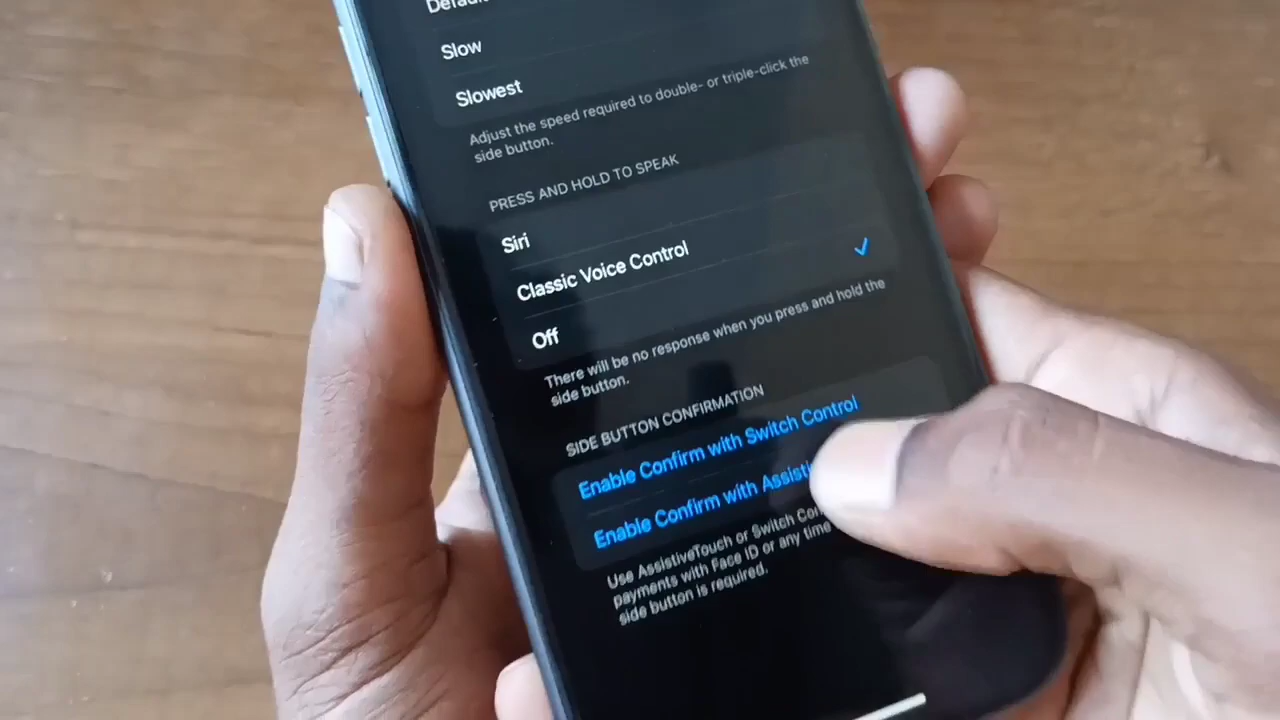 Default
Slow
Slowest
Adjust the speed required to double- or triple-click the
side button.
PRESS AND HOLD TO SPEAK
Siri
Classic Voice Control
Off
There will be no response when you press and hold the
side button.
SIDE BUTTON CONFIRMATION
Enable Confirm with Switch Control
Enable Confirm with
Use AssistiveTouch or Switch
payments with Face ID or any time
side button is required.